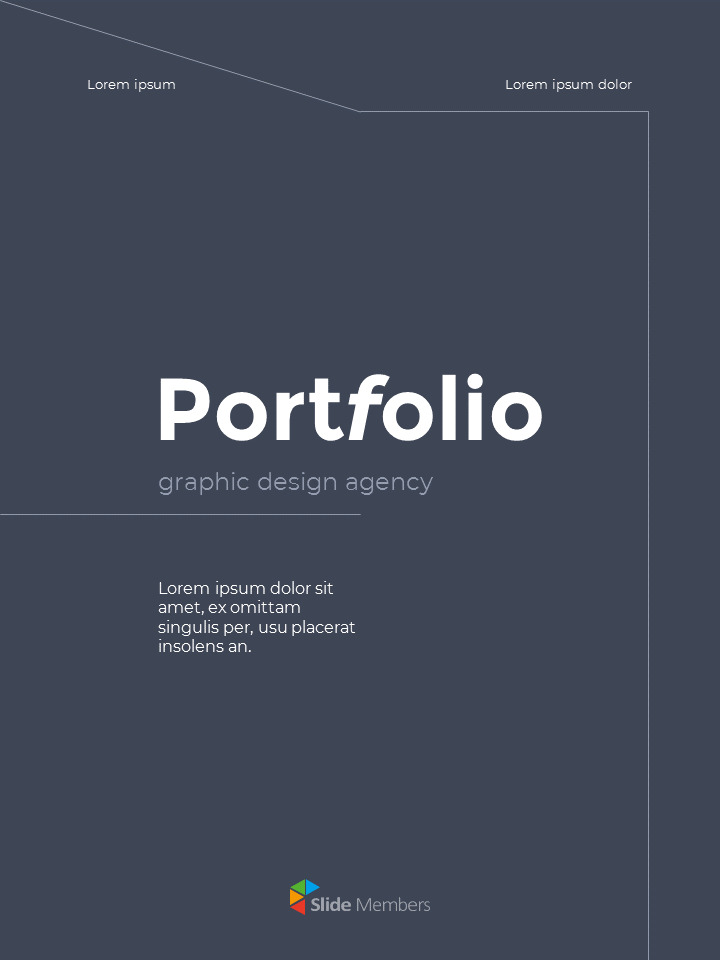 Lorem ipsum
Lorem ipsum dolor
Portfolio
graphic design agency
Lorem ipsum dolor sit
amet, ex omittam
singulis per, usu placerat
insolens an.
Slide Members